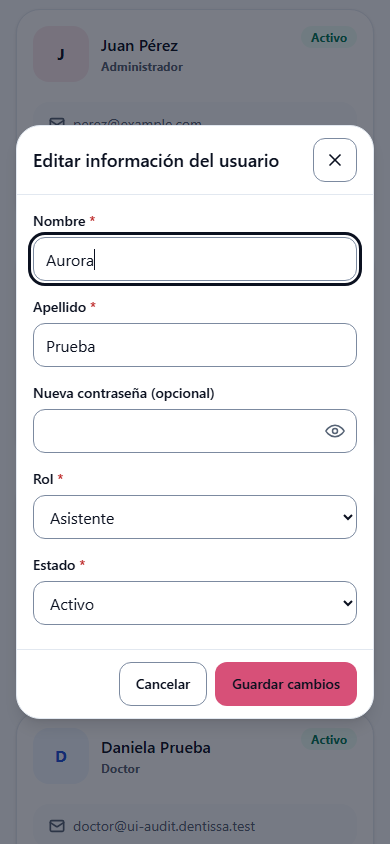 J
Juan Pérez
Activo
Administrador
perez@example.com
Editar información del usuario
Nombre *
Aurora
Apellido *
Prueba
Nueva contraseña (opcional)
Rol *
Asistente
Estado *
Activo
Cancelar
Guardar cambios
D
Daniela Prueba
Activo
Doctor
doctor@ui-audit.dentissa.test